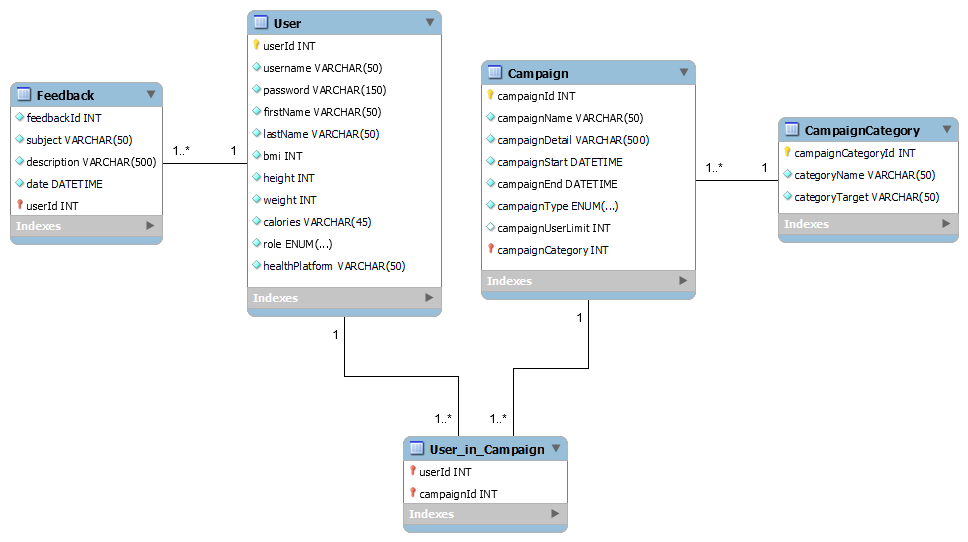 User
userId INT
username VARCHAR(50)
password VARCHAR(150)
firstName VARCHAR(50)
lastName VARCHAR(50)
bmi INT
height INT
weight INT
calories VARCHAR(45)
role ENUM(...)
healthPlatform VARCHAR(50)
Indexes
Feedback
feedbackId INT
subject VARCHAR(50)
description VARCHAR(500)
date DATETIME
userId INT
Indexes
1..*
1
Campaign
campaignId INT
campaignName VARCHAR(50)
campaignDetail VARCHAR(500)
campaignStart DATETIME
campaignEnd DATETIME
campaignType ENUM(...)
campaignUserLimit INT
campaignCategory INT
Indexes
1..*
1
CampaignCategory
campaignCategoryId INT
categoryName VARCHAR(50)
categoryTarget VARCHAR(50)
Indexes
1
1
1..*
1..*
User_in_Campaign
userId INT
campaignId INT
Indexes